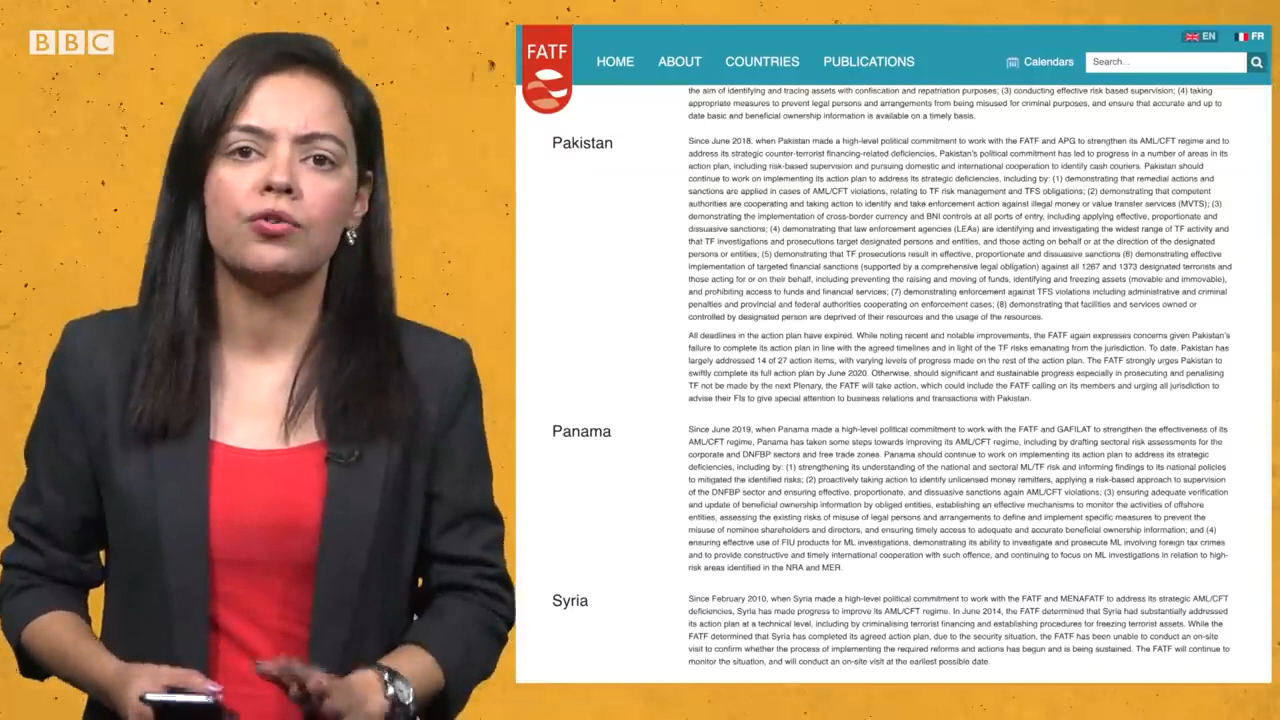 BBC
FATF
HOME ABOUT COUNTRIES PUBLICATIONS
EN FR
Calendars Search...
the aim of identifying and tracing assets with confiscation and repatriation purposes; (3) conducting effective risk based supervision; (4) taking
appropriate measures to prevent legal persons and arrangements from being misused for criminal purposes, and ensure that accurate and up to
date basic and beneficial ownership information is available on a timely basis.
Pakistan
Since June 2018, when Pakistan made a high-level political commitment to work with the FATF and APG to strengthen its AML/CFT regime and to
address its strategic counter-terrorist financing-related deficiencies, Pakistan's political commitment has led to progress in a number of areas in its
action plan, including risk-based supervision and pursuing domestic and international cooperation to identify cash couriers. Pakistan should
continue to work on implementing its action plan to address its strategic deficiencies, including by: (1) demonstrating that remedial actions and
sanctions are applied in cases of AML/CFT violations, relating to TF risk management and TFS obligations; (2) demonstrating that competent
authorities are cooperating and taking action to identify and take enforcement action against illegal money or value transfer services (MVTS); (3)
demonstrating the implementation of cross-border currency and BNI controls at all ports of entry, including applying effective, proportionate and
dissuasive sanctions; (4) demonstrating that law enforcement agencies (LEAs) are identifying and investigating the widest range of TF activity and
that TF investigations and prosecutions target designated persons and entities, and those acting on behalf or at the direction of the designated
persons or entities; (5) demonstrating that TF prosecutions result in effective, proportionate and dissuasive sanctions (6) demonstrating effective
implementation of targeted financial sanctions (supported by a comprehensive legal obligation) against all 1267 and 1373 designated terrorists and
those acting for or on their behalf, including preventing the raising and moving of funds, identifying and freezing assets (movable and immovable),
and prohibiting access to funds and financial services; (7) demonstrating enforcement against TFS violations including administrative and criminal
penalties and provincial and federal authorities cooperating on enforcement cases; (8) demonstrating that facilities and services owned or
controlled by designated person are deprived of their resources and the usage of the resources.
All deadlines in the action plan have expired. While noting recent and notable improvements, the FATF again expresses concerns given Pakistan's
failure to complete its action plan in line with the agreed timelines and in light of the TF risks emanating from the jurisdiction. To date, Pakistan has
largely addressed 14 of 27 action items, with varying levels of progress made on the rest of the action plan. The FATF strongly urges Pakistan to
swiftly complete its full action plan by June 2020. Otherwise, should significant and sustainable progress especially in prosecuting and penalising
TF not be made by the next Plenary, the FATF will take action, which could include the FATF calling on its members and urging all jurisdiction to
advise their FIs to give special attention to business relations and transactions with Pakistan.
Panama
Since June 2019, when Panama made a high-level political commitment to work with the FATF and GAFILAT to strengthen the effectiveness of its
AML/CFT regime, Panama has taken some steps towards improving its AML/CFT regime, including by drafting sectoral risk assessments for the
corporate and DNFBP sectors and free trade zones. Panama should continue to work on implementing its action plan to address its strategic
deficiencies, including by: (1) strengthening its understanding of the national and sectoral ML/TF risk and informing findings to its national policies
to mitigated the identified risks; (2) proactively taking action to identify unlicensed money remitters, applying a risk-based approach to supervision
of the DNFBP sector and ensuring effective, proportionate, and dissuasive sanctions again AML/CFT violations; (3) ensuring adequate verification
and update of beneficial ownership information by obliged entities, establishing an effective mechanisms to monitor the activities of offshore
entities, assessing the existing risks of misuse of legal persons and arrangements to define and implement specific measures to prevent the
misuse of nominee shareholders and directors, and ensuring timely access to adequate and accurate beneficial ownership information; and (4)
ensuring effective use of FIU products for ML investigations, demonstrating its ability to investigate and prosecute ML involving foreign tax crimes
and to provide constructive and timely international cooperation with such offence, and continuing to focus on ML investigations in relation to high-
risk areas identified in the NRA and MER.
Syria
Since February 2010, when Syria made a high-level political commitment to work with the FATF and MENAFATF to address its strategic AML/CFT
deficiencies, Syria has made progress to improve its AML/CFT regime. In June 2014, the FATF determined that Syria had substantially addressed
its action plan at a technical level, including by criminalising terrorist financing and establishing procedures for freezing terrorist assets. While the
FATF determined that Syria has completed its agreed action plan, due to the security situation, the FATF has been unable to conduct an on-site
visit to confirm whether the process of implementing the required reforms and actions has begun and is being sustained. The FATF will continue to
monitor the situation, and will conduct an on-site visit at the earliest possible date.